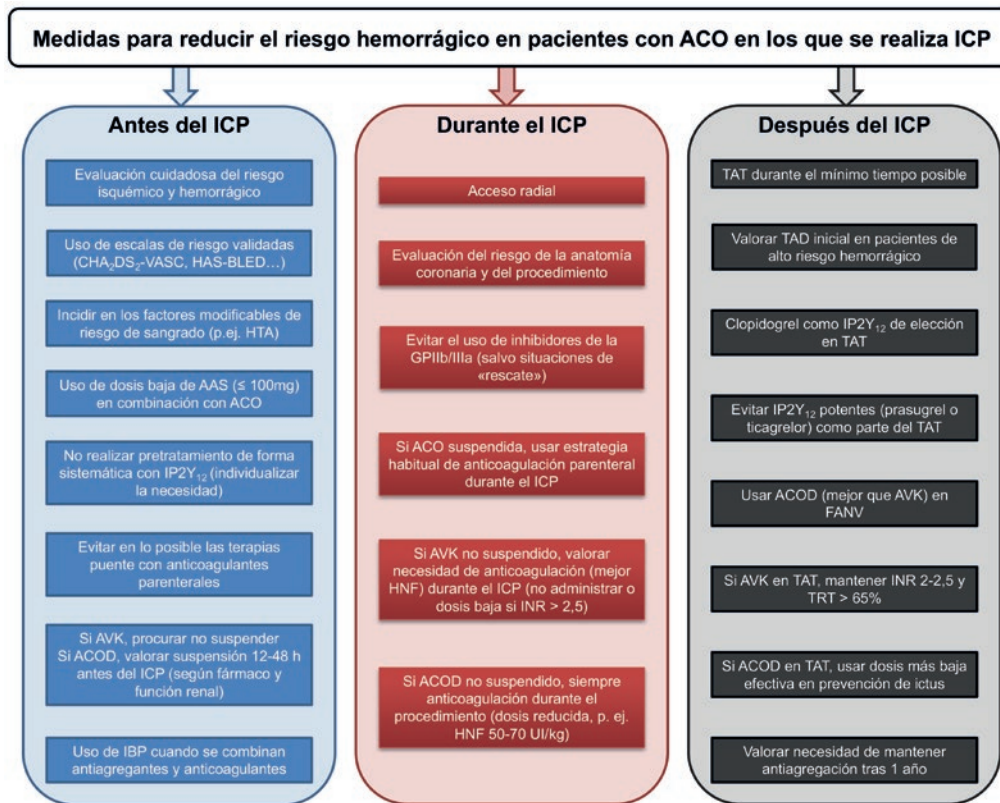 Medidas para reducir el riesgo hemorrágico en pacientes con ACO en los que se realiza ICP
Antes del ICP
Evaluación cuidadosa del riesgo
isquémico y hemorrágico
Uso de escalas de riesgo validadas
(CHA₂DS₂-VASC, HAS-BLED…)
Incidir en los factores modificables de
riesgo de sangrado (p.ej. HTA)
Uso de dosis baja de AAS (≤ 100mg)
en combinación con ACO
No realizar pretratamiento de forma
sistemática con IP2Y₁₂ (individualizar
la necesidad)
Evitar en lo posible las terapias
puente con anticoagulantes
parenterales
Si AVK, procurar no suspender
Si ACOD, valorar suspensión 12-48 h
antes del ICP (según fármaco y
función renal)
Uso de IBP cuando se combinan
antiagregantes y anticoagulantes
Durante el ICP
Acceso radial
Evaluación del riesgo de la anatomía
coronaria y del procedimiento
Evitar el uso de inhibidores de la
GPIIb/IIIa (salvo situaciones de
«rescate»)
Si ACO suspendida, usar estrategia
habitual de anticoagulación parenteral
durante el ICP
Si AVK no suspendido, valorar
necesidad de anticoagulación (mejor
HNF) durante el ICP (no administrar o
dosis baja si INR > 2,5)
Si ACOD no suspendido, siempre
anticoagulación durante el
procedimiento (dosis reducida, p. ej.
HNF 50-70 UI/kg)
Después del ICP
TAT durante el mínimo tiempo posible
Valorar TAD inicial en pacientes de
alto riesgo hemorrágico
Clopidogrel como IP2Y₁₂ de elección
en TAT
Evitar IP2Y₁₂ potentes (prasugrel o
ticagrelor) como parte del TAT
Usar ACOD (mejor que AVK) en
FANV
Si AVK en TAT, mantener INR 2-2,5 y
TRT > 65%
Si ACOD en TAT, usar dosis más baja
efectiva en prevención de ictus
Valorar necesidad de mantener
antiagregación tras 1 año